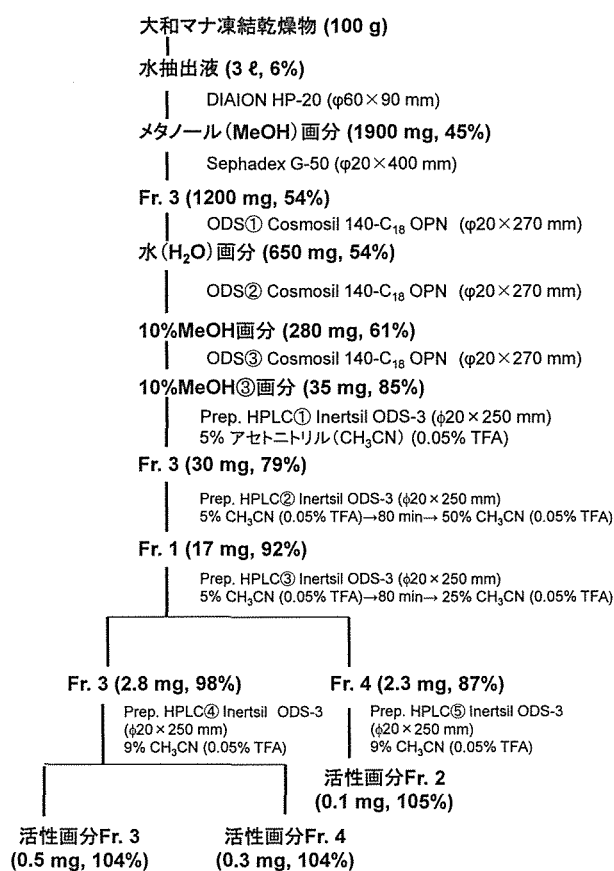 大和マナ凍結乾燥物 (100 g)
水抽出液 (3 ℓ, 6%)
DIAION HP-20 (φ60×90 mm)
メタノール(MeOH)画分 (1900 mg, 45%)
Sephadex G-50 (φ20×400 mm)
Fr. 3 (1200 mg, 54%)
ODS① Cosmosil 140-C₁₈ OPN (φ20×270 mm)
水(H₂O)画分 (650 mg, 54%)
ODS② Cosmosil 140-C₁₈ OPN (φ20×270 mm)
10%MeOH画分 (280 mg, 61%)
ODS③ Cosmosil 140-C₁₈ OPN (φ20×270 mm)
10%MeOH③画分 (35 mg, 85%)
Prep. HPLC① Inertsil ODS-3 (ϕ20×250 mm)
5% アセトニトリル(CH₃CN) (0.05% TFA)
Fr. 3 (30 mg, 79%)
Prep. HPLC② Inertsil ODS-3 (ϕ20×250 mm)
5% CH₃CN (0.05% TFA)→80 min→ 50% CH₃CN (0.05% TFA)
Fr. 1 (17 mg, 92%)
Prep. HPLC③ Inertsil ODS-3 (ϕ20×250 mm)
5% CH₃CN (0.05% TFA)→80 min→ 25% CH₃CN (0.05% TFA)
Fr. 3 (2.8 mg, 98%)
Prep. HPLC④ Inertsil ODS-3
(ϕ20×250 mm)
9% CH₃CN (0.05% TFA)
Fr. 4 (2.3 mg, 87%)
Prep. HPLC⑤ Inertsil ODS-3
(ϕ20×250 mm)
9% CH₃CN (0.05% TFA)
活性画分Fr. 2
(0.1 mg, 105%)
活性画分Fr. 3
(0.5 mg, 104%)
活性画分Fr. 4
(0.3 mg, 104%)